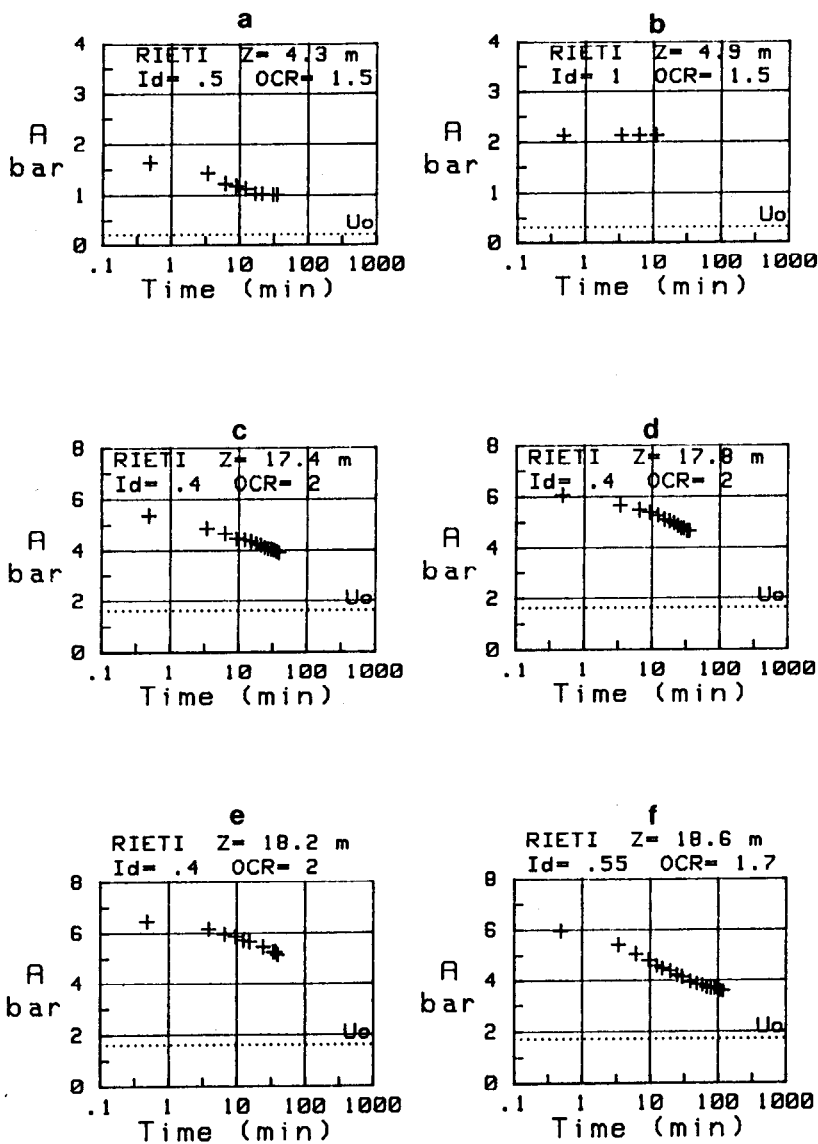 a
RIETI Z= 4.3 m
Id= .5 OCR= 1.5
4
3
2
1
0
A
bar
Uo
.1 1 10 100 1000
Time (min)
b
RIETI Z= 4.9 m
Id= 1 OCR= 1.5
4
3
2
1
0
A
bar
Uo
.1 1 10 100 1000
Time (min)
c
RIETI Z= 17.4 m
Id= .4 OCR= 2
8
6
4
2
0
A
bar
Uo
.1 1 10 100 1000
Time (min)
d
RIETI Z= 17.8 m
Id= .4 OCR= 2
8
6
4
2
0
A
bar
Uo
.1 1 10 100 1000
Time (min)
e
RIETI Z= 18.2 m
Id= .4 OCR= 2
8
6
4
2
0
A
bar
Uo
.1 1 10 100 1000
Time (min)
f
RIETI Z= 18.6 m
Id= .55 OCR= 1.7
8
6
4
2
0
A
bar
Uo
.1 1 10 100 1000
Time (min)